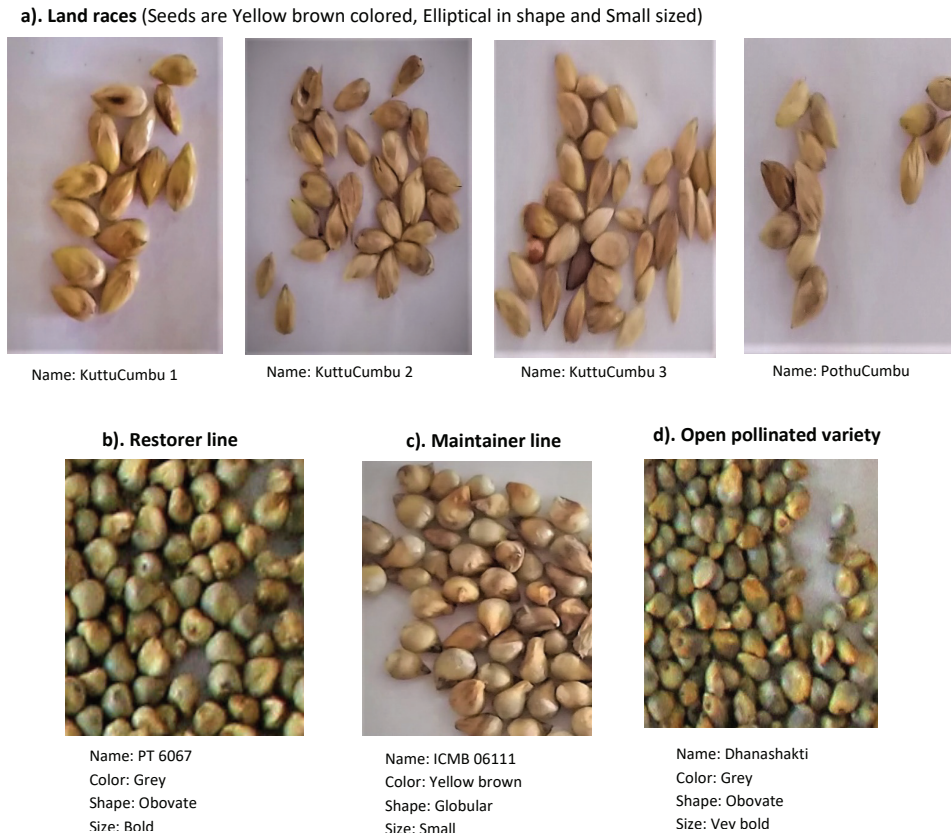 a). Land races (Seeds are Yellow brown colored, Elliptical in shape and Small sized)
Name: KuttuCumbu 1
Name: KuttuCumbu 2
Name: KuttuCumbu 3
Name: PothuCumbu
b). Restorer line
c). Maintainer line
d). Open pollinated variety
Name: PT 6067
Color: Grey
Shape: Obovate
Size: Bold
Name: ICMB 06111
Color: Yellow brown
Shape: Globular
Size: Small
Name: Dhanashakti
Color: Grey
Shape: Obovate
Size: Vey bold